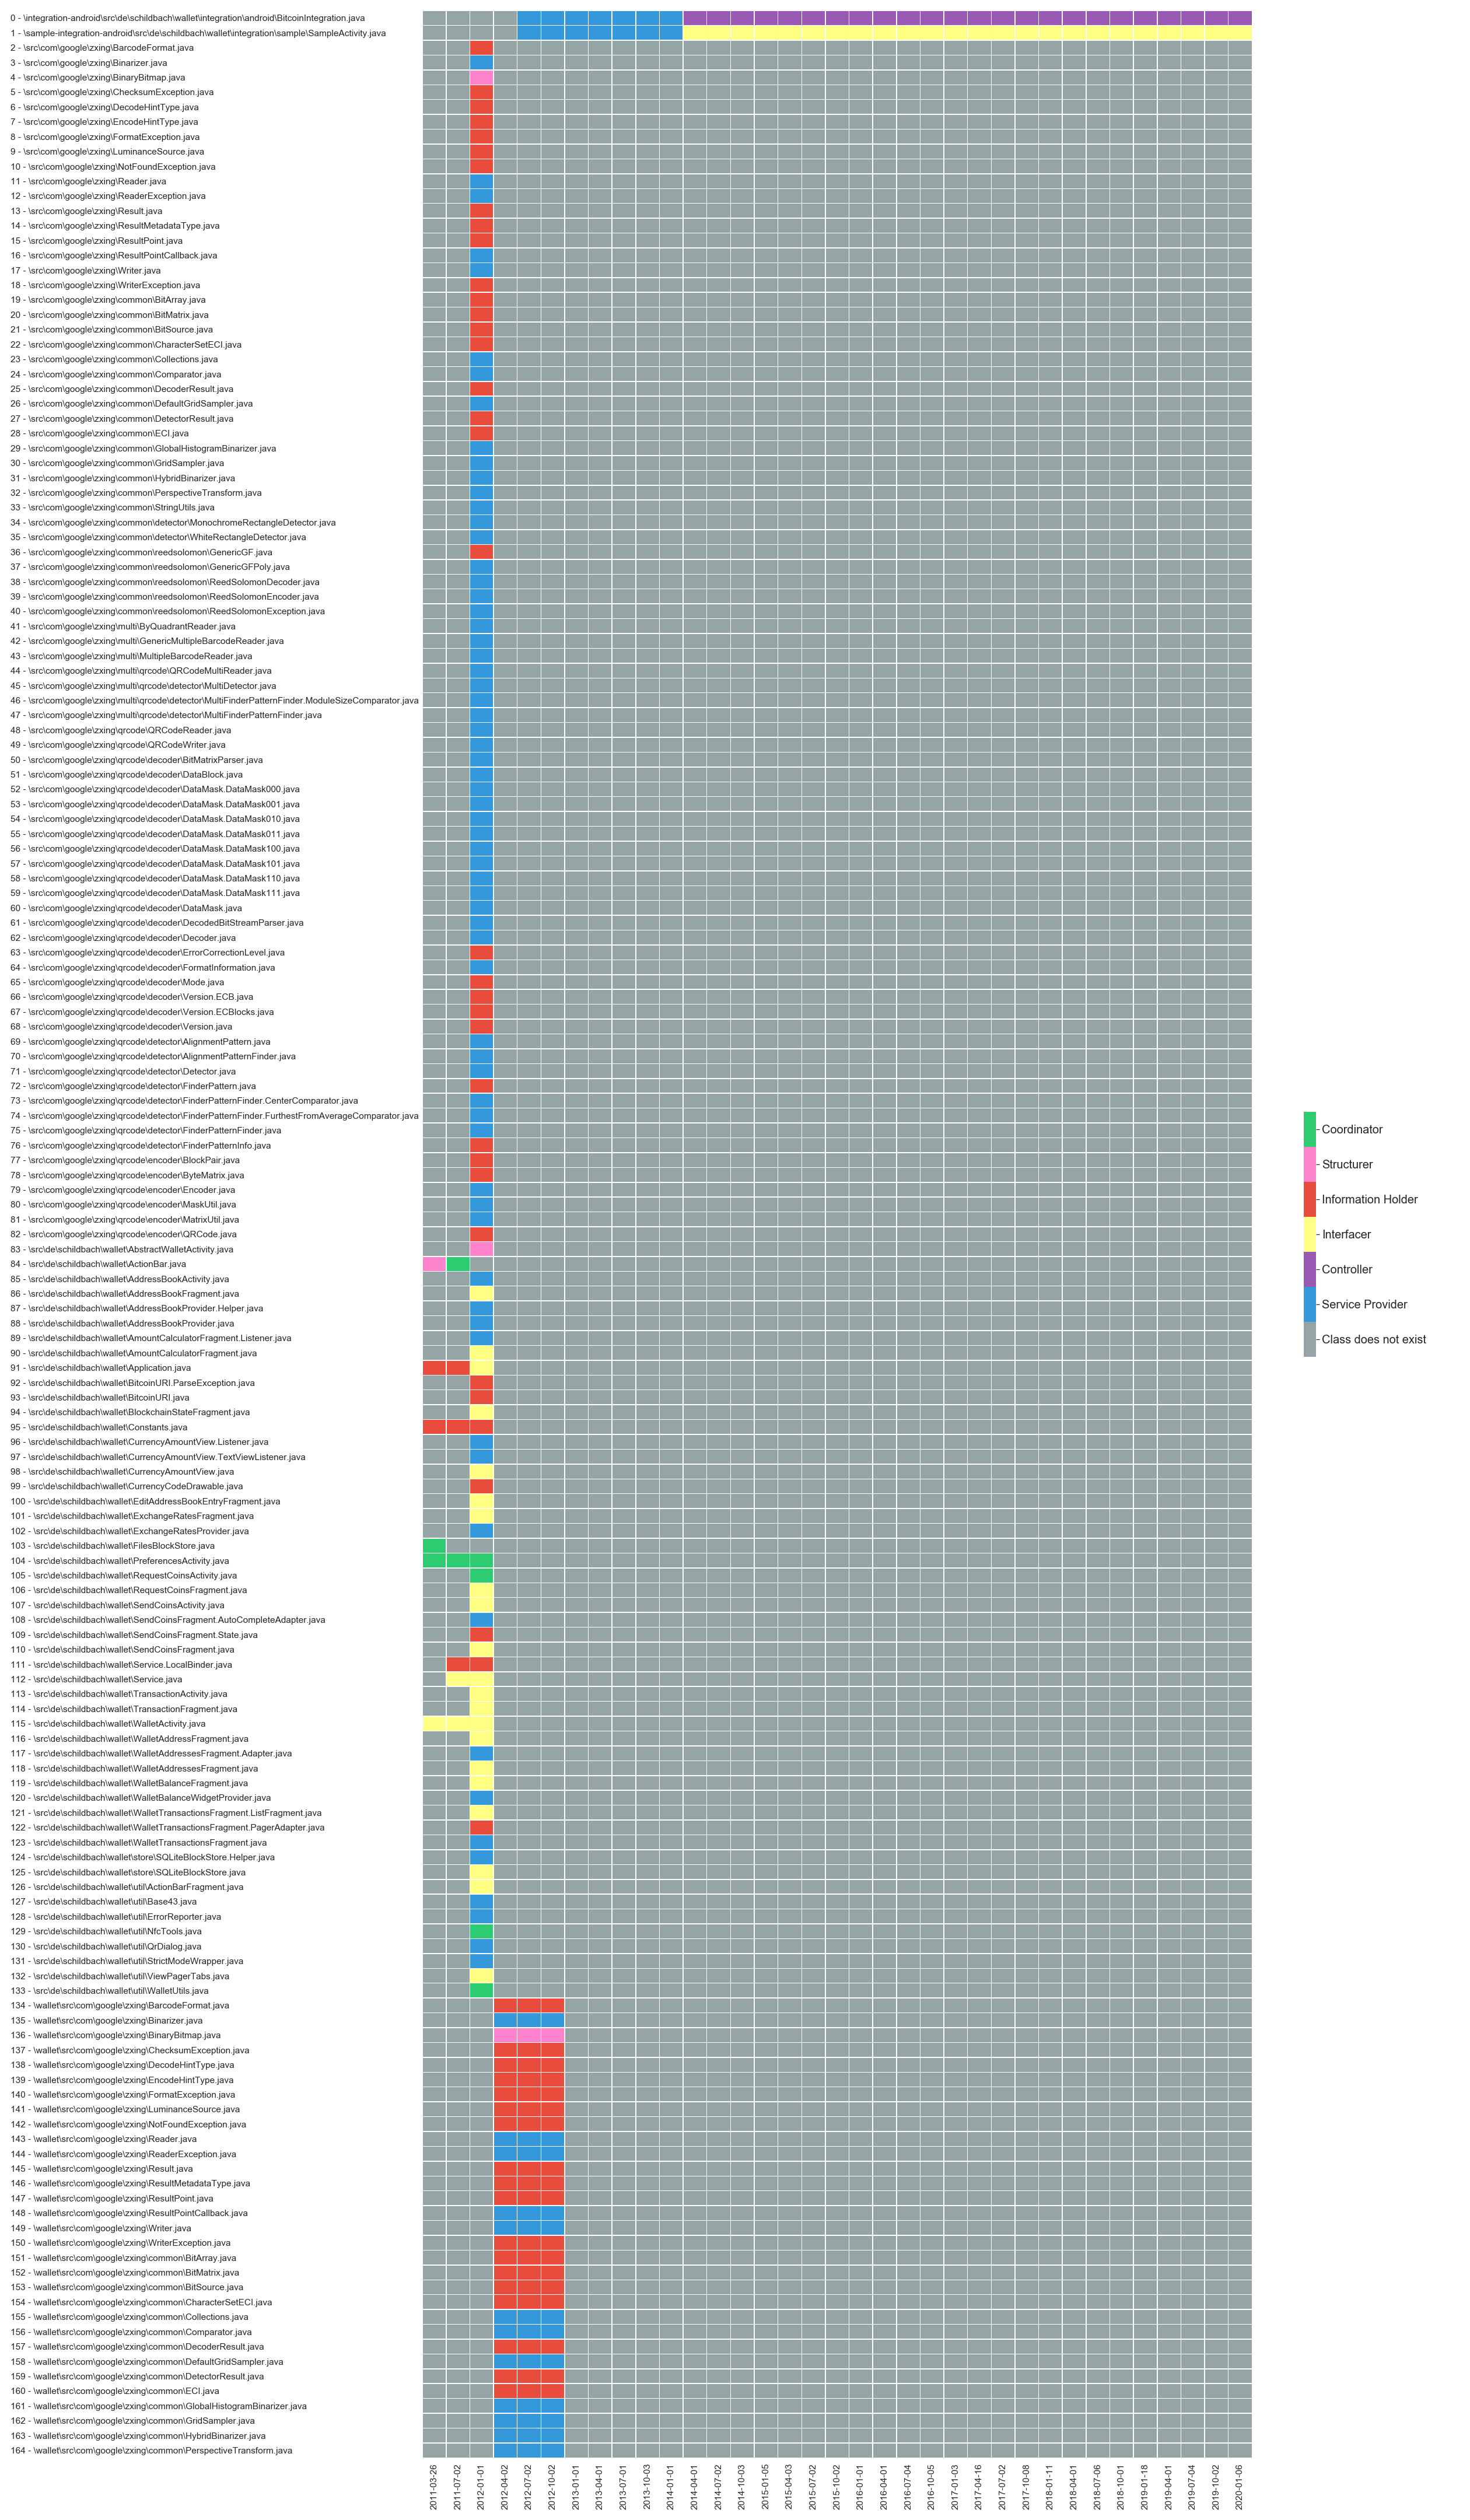 0 - \integration-android\src\de\schildbach\wallet\integration\android\BitcoinIntegration.java
1 - \sample-integration-android\src\de\schildbach\wallet\integration\sample\SampleActivity.java
2 - \src\com\google\zxing\BarcodeFormat.java
3 - \src\com\google\zxing\Binarizer.java
4 - \src\com\google\zxing\BinaryBitmap.java
5 - \src\com\google\zxing\ChecksumException.java
6 - \src\com\google\zxing\DecodeHintType.java
7 - \src\com\google\zxing\EncodeHintType.java
8 - \src\com\google\zxing\FormatException.java
9 - \src\com\google\zxing\LuminanceSource.java
10 - \src\com\google\zxing\NotFoundException.java
11 - \src\com\google\zxing\Reader.java
12 - \src\com\google\zxing\ReaderException.java
13 - \src\com\google\zxing\Result.java
14 - \src\com\google\zxing\ResultMetadataType.java
15 - \src\com\google\zxing\ResultPoint.java
16 - \src\com\google\zxing\ResultPointCallback.java
17 - \src\com\google\zxing\Writer.java
18 - \src\com\google\zxing\WriterException.java
19 - \src\com\google\zxing\common\BitArray.java
20 - \src\com\google\zxing\common\BitMatrix.java
21 - \src\com\google\zxing\common\BitSource.java
22 - \src\com\google\zxing\common\CharacterSetECI.java
23 - \src\com\google\zxing\common\Collections.java
24 - \src\com\google\zxing\common\Comparator.java
25 - \src\com\google\zxing\common\DecoderResult.java
26 - \src\com\google\zxing\common\DefaultGridSampler.java
27 - \src\com\google\zxing\common\DetectorResult.java
28 - \src\com\google\zxing\common\ECI.java
29 - \src\com\google\zxing\common\GlobalHistogramBinarizer.java
30 - \src\com\google\zxing\common\GridSampler.java
31 - \src\com\google\zxing\common\HybridBinarizer.java
32 - \src\com\google\zxing\common\PerspectiveTransform.java
33 - \src\com\google\zxing\common\StringUtils.java
34 - \src\com\google\zxing\common\detector\MonochromeRectangleDetector.java
35 - \src\com\google\zxing\common\detector\WhiteRectangleDetector.java
36 - \src\com\google\zxing\common\reedsolomon\GenericGF.java
37 - \src\com\google\zxing\common\reedsolomon\GenericGFPoly.java
38 - \src\com\google\zxing\common\reedsolomon\ReedSolomonDecoder.java
39 - \src\com\google\zxing\common\reedsolomon\ReedSolomonEncoder.java
40 - \src\com\google\zxing\common\reedsolomon\ReedSolomonException.java
41 - \src\com\google\zxing\multi\ByQuadrantReader.java
42 - \src\com\google\zxing\multi\GenericMultipleBarcodeReader.java
43 - \src\com\google\zxing\multi\MultipleBarcodeReader.java
44 - \src\com\google\zxing\multi\qrcode\QRCodeMultiReader.java
45 - \src\com\google\zxing\multi\qrcode\detector\MultiDetector.java
46 - \src\com\google\zxing\multi\qrcode\detector\MultiFinderPatternFinder.ModuleSizeComparator.java
47 - \src\com\google\zxing\multi\qrcode\detector\MultiFinderPatternFinder.java
48 - \src\com\google\zxing\qrcode\QRCodeReader.java
49 - \src\com\google\zxing\qrcode\QRCodeWriter.java
50 - \src\com\google\zxing\qrcode\decoder\BitMatrixParser.java
51 - \src\com\google\zxing\qrcode\decoder\DataBlock.java
52 - \src\com\google\zxing\qrcode\decoder\DataMask.DataMask000.java
53 - \src\com\google\zxing\qrcode\decoder\DataMask.DataMask001.java
54 - \src\com\google\zxing\qrcode\decoder\DataMask.DataMask010.java
55 - \src\com\google\zxing\qrcode\decoder\DataMask.DataMask011.java
56 - \src\com\google\zxing\qrcode\decoder\DataMask.DataMask100.java
57 - \src\com\google\zxing\qrcode\decoder\DataMask.DataMask101.java
58 - \src\com\google\zxing\qrcode\decoder\DataMask.DataMask110.java
59 - \src\com\google\zxing\qrcode\decoder\DataMask.DataMask111.java
60 - \src\com\google\zxing\qrcode\decoder\DataMask.java
61 - \src\com\google\zxing\qrcode\decoder\DecodedBitStreamParser.java
62 - \src\com\google\zxing\qrcode\decoder\Decoder.java
63 - \src\com\google\zxing\qrcode\decoder\ErrorCorrectionLevel.java
64 - \src\com\google\zxing\qrcode\decoder\FormatInformation.java
65 - \src\com\google\zxing\qrcode\decoder\Mode.java
66 - \src\com\google\zxing\qrcode\decoder\Version.ECB.java
67 - \src\com\google\zxing\qrcode\decoder\Version.ECBlocks.java
68 - \src\com\google\zxing\qrcode\decoder\Version.java
69 - \src\com\google\zxing\qrcode\detector\AlignmentPattern.java
70 - \src\com\google\zxing\qrcode\detector\AlignmentPatternFinder.java
71 - \src\com\google\zxing\qrcode\detector\Detector.java
72 - \src\com\google\zxing\qrcode\detector\FinderPattern.java
73 - \src\com\google\zxing\qrcode\detector\FinderPatternFinder.CenterComparator.java
74 - \src\com\google\zxing\qrcode\detector\FinderPatternFinder.FurthestFromAverageComparator.java
75 - \src\com\google\zxing\qrcode\detector\FinderPatternFinder.java
76 - \src\com\google\zxing\qrcode\detector\FinderPatternInfo.java
77 - \src\com\google\zxing\qrcode\encoder\BlockPair.java
78 - \src\com\google\zxing\qrcode\encoder\ByteMatrix.java
79 - \src\com\google\zxing\qrcode\encoder\Encoder.java
80 - \src\com\google\zxing\qrcode\encoder\MaskUtil.java
81 - \src\com\google\zxing\qrcode\encoder\MatrixUtil.java
82 - \src\com\google\zxing\qrcode\encoder\QRCode.java
83 - \src\de\schildbach\wallet\AbstractWalletActivity.java
84 - \src\de\schildbach\wallet\ActionBar.java
85 - \src\de\schildbach\wallet\AddressBookActivity.java
86 - \src\de\schildbach\wallet\AddressBookFragment.java
87 - \src\de\schildbach\wallet\AddressBookProvider.Helper.java
88 - \src\de\schildbach\wallet\AddressBookProvider.java
89 - \src\de\schildbach\wallet\AmountCalculatorFragment.Listener.java
90 - \src\de\schildbach\wallet\AmountCalculatorFragment.java
91 - \src\de\schildbach\wallet\Application.java
92 - \src\de\schildbach\wallet\BitcoinURI.ParseException.java
93 - \src\de\schildbach\wallet\BitcoinURI.java
94 - \src\de\schildbach\wallet\BlockchainStateFragment.java
95 - \src\de\schildbach\wallet\Constants.java
96 - \src\de\schildbach\wallet\CurrencyAmountView.Listener.java
97 - \src\de\schildbach\wallet\CurrencyAmountView.TextViewListener.java
98 - \src\de\schildbach\wallet\CurrencyAmountView.java
99 - \src\de\schildbach\wallet\CurrencyCodeDrawable.java
100 - \src\de\schildbach\wallet\EditAddressBookEntryFragment.java
101 - \src\de\schildbach\wallet\ExchangeRatesFragment.java
102 - \src\de\schildbach\wallet\ExchangeRatesProvider.java
103 - \src\de\schildbach\wallet\FilesBlockStore.java
104 - \src\de\schildbach\wallet\PreferencesActivity.java
105 - \src\de\schildbach\wallet\RequestCoinsActivity.java
106 - \src\de\schildbach\wallet\RequestCoinsFragment.java
107 - \src\de\schildbach\wallet\SendCoinsActivity.java
108 - \src\de\schildbach\wallet\SendCoinsFragment.AutoCompleteAdapter.java
109 - \src\de\schildbach\wallet\SendCoinsFragment.State.java
110 - \src\de\schildbach\wallet\SendCoinsFragment.java
111 - \src\de\schildbach\wallet\Service.LocalBinder.java
112 - \src\de\schildbach\wallet\Service.java
113 - \src\de\schildbach\wallet\TransactionActivity.java
114 - \src\de\schildbach\wallet\TransactionFragment.java
115 - \src\de\schildbach\wallet\WalletActivity.java
116 - \src\de\schildbach\wallet\WalletAddressFragment.java
117 - \src\de\schildbach\wallet\WalletAddressesFragment.Adapter.java
118 - \src\de\schildbach\wallet\WalletAddressesFragment.java
119 - \src\de\schildbach\wallet\WalletBalanceFragment.java
120 - \src\de\schildbach\wallet\WalletBalanceWidgetProvider.java
121 - \src\de\schildbach\wallet\WalletTransactionsFragment.ListFragment.java
122 - \src\de\schildbach\wallet\WalletTransactionsFragment.PagerAdapter.java
123 - \src\de\schildbach\wallet\WalletTransactionsFragment.java
124 - \src\de\schildbach\wallet\store\SQLiteBlockStore.Helper.java
125 - \src\de\schildbach\wallet\store\SQLiteBlockStore.java
126 - \src\de\schildbach\wallet\util\ActionBarFragment.java
127 - \src\de\schildbach\wallet\util\Base43.java
128 - \src\de\schildbach\wallet\util\ErrorReporter.java
129 - \src\de\schildbach\wallet\util\NfcTools.java
130 - \src\de\schildbach\wallet\util\QrDialog.java
131 - \src\de\schildbach\wallet\util\StrictModeWrapper.java
132 - \src\de\schildbach\wallet\util\ViewPagerTabs.java
133 - \src\de\schildbach\wallet\util\WalletUtils.java
134 - \wallet\src\com\google\zxing\BarcodeFormat.java
135 - \wallet\src\com\google\zxing\Binarizer.java
136 - \wallet\src\com\google\zxing\BinaryBitmap.java
137 - \wallet\src\com\google\zxing\ChecksumException.java
138 - \wallet\src\com\google\zxing\DecodeHintType.java
139 - \wallet\src\com\google\zxing\EncodeHintType.java
140 - \wallet\src\com\google\zxing\FormatException.java
141 - \wallet\src\com\google\zxing\LuminanceSource.java
142 - \wallet\src\com\google\zxing\NotFoundException.java
143 - \wallet\src\com\google\zxing\Reader.java
144 - \wallet\src\com\google\zxing\ReaderException.java
145 - \wallet\src\com\google\zxing\Result.java
146 - \wallet\src\com\google\zxing\ResultMetadataType.java
147 - \wallet\src\com\google\zxing\ResultPoint.java
148 - \wallet\src\com\google\zxing\ResultPointCallback.java
149 - \wallet\src\com\google\zxing\Writer.java
150 - \wallet\src\com\google\zxing\WriterException.java
151 - \wallet\src\com\google\zxing\common\BitArray.java
152 - \wallet\src\com\google\zxing\common\BitMatrix.java
153 - \wallet\src\com\google\zxing\common\BitSource.java
154 - \wallet\src\com\google\zxing\common\CharacterSetECI.java
155 - \wallet\src\com\google\zxing\common\Collections.java
156 - \wallet\src\com\google\zxing\common\Comparator.java
157 - \wallet\src\com\google\zxing\common\DecoderResult.java
158 - \wallet\src\com\google\zxing\common\DefaultGridSampler.java
159 - \wallet\src\com\google\zxing\common\DetectorResult.java
160 - \wallet\src\com\google\zxing\common\ECI.java
161 - \wallet\src\com\google\zxing\common\GlobalHistogramBinarizer.java
162 - \wallet\src\com\google\zxing\common\GridSampler.java
163 - \wallet\src\com\google\zxing\common\HybridBinarizer.java
164 - \wallet\src\com\google\zxing\common\PerspectiveTransform.java
2011-03-26
2011-07-02
2012-01-01
2012-04-02
2012-07-02
2012-10-02
2013-01-01
2013-04-01
2013-07-01
2013-10-03
2014-01-01
2014-04-01
2014-07-02
2014-10-03
2015-01-05
2015-04-03
2015-07-02
2015-10-02
2016-01-01
2016-04-01
2016-07-04
2016-10-05
2017-01-03
2017-04-16
2017-07-02
2017-10-08
2018-01-11
2018-04-01
2018-07-06
2018-10-01
2019-01-18
2019-04-01
2019-07-04
2019-10-02
2020-01-06
Coordinator
Structurer
Information Holder
Interfacer
Controller
Service Provider
Class does not exist